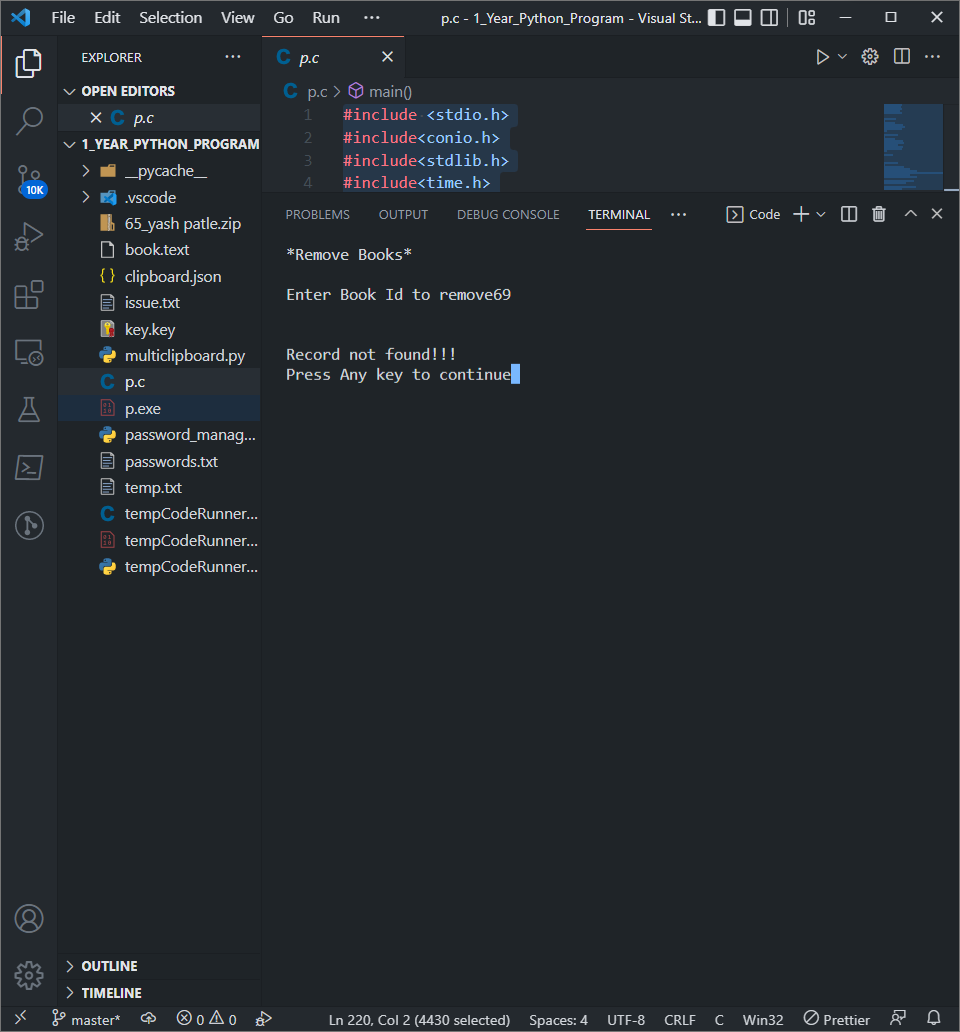 File Edit Selection View Go Run ··· p.c - 1_Year_Python_Program - Visual St...
EXPLORER ···
OPEN EDITORS
C p.c
1_YEAR_PYTHON_PROGRAM
__pycache__
.vscode
65_yash patle.zip
book.text
{} clipboard.json
issue.txt
key.key
multiclipboard.py
C p.c
p.exe
password_manag...
passwords.txt
temp.txt
C tempCodeRunner...
tempCodeRunner...
tempCodeRunner...
OUTLINE
TIMELINE
10K
C p.c
C p.c > main()
1 #include <stdio.h>
2 #include<conio.h>
3 #include<stdlib.h>
4 #include<time.h>
PROBLEMS OUTPUT DEBUG CONSOLE TERMINAL ··· Code
*Remove Books*
Enter Book Id to remove69
Record not found!!!
Press Any key to continue
master* 0 0 Ln 220, Col 2 (4430 selected) Spaces: 4 UTF-8 CRLF C Win32 Prettier